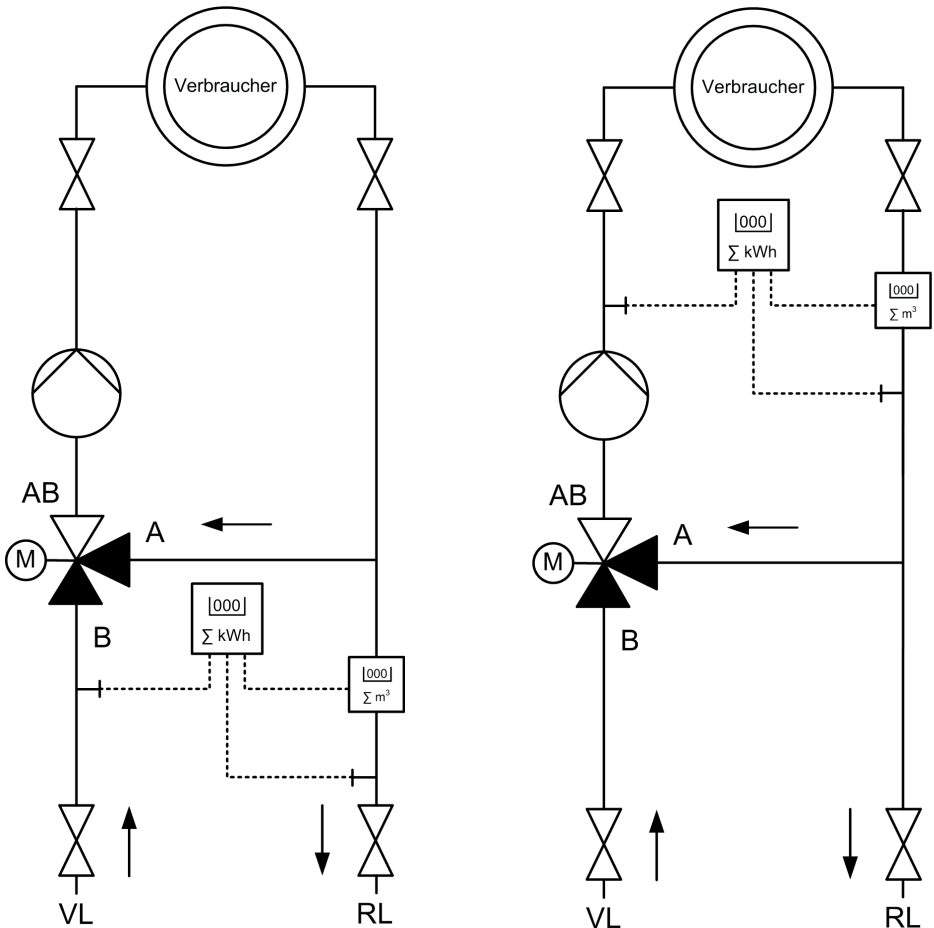 Verbraucher
AB
A
M
B
|000|
∑ kWh
|000|
∑ m³
VL
RL
Verbraucher
|000|
∑ kWh
|000|
∑ m³
AB
A
M
B
VL
RL